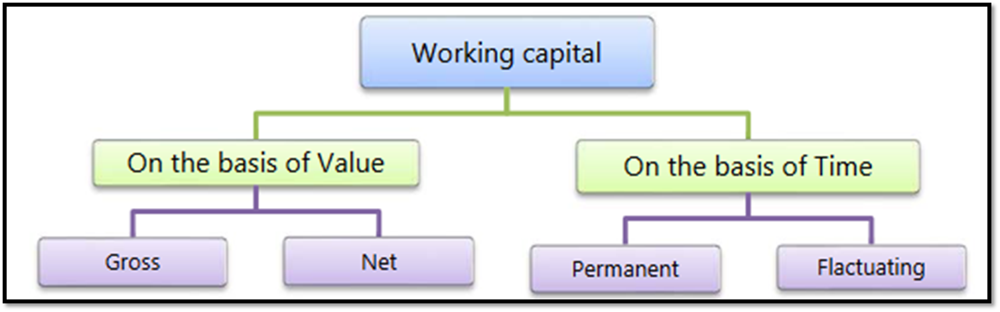 Working capital
On the basis of Value
On the basis of Time
Gross
Net
Permanent
Flactuating